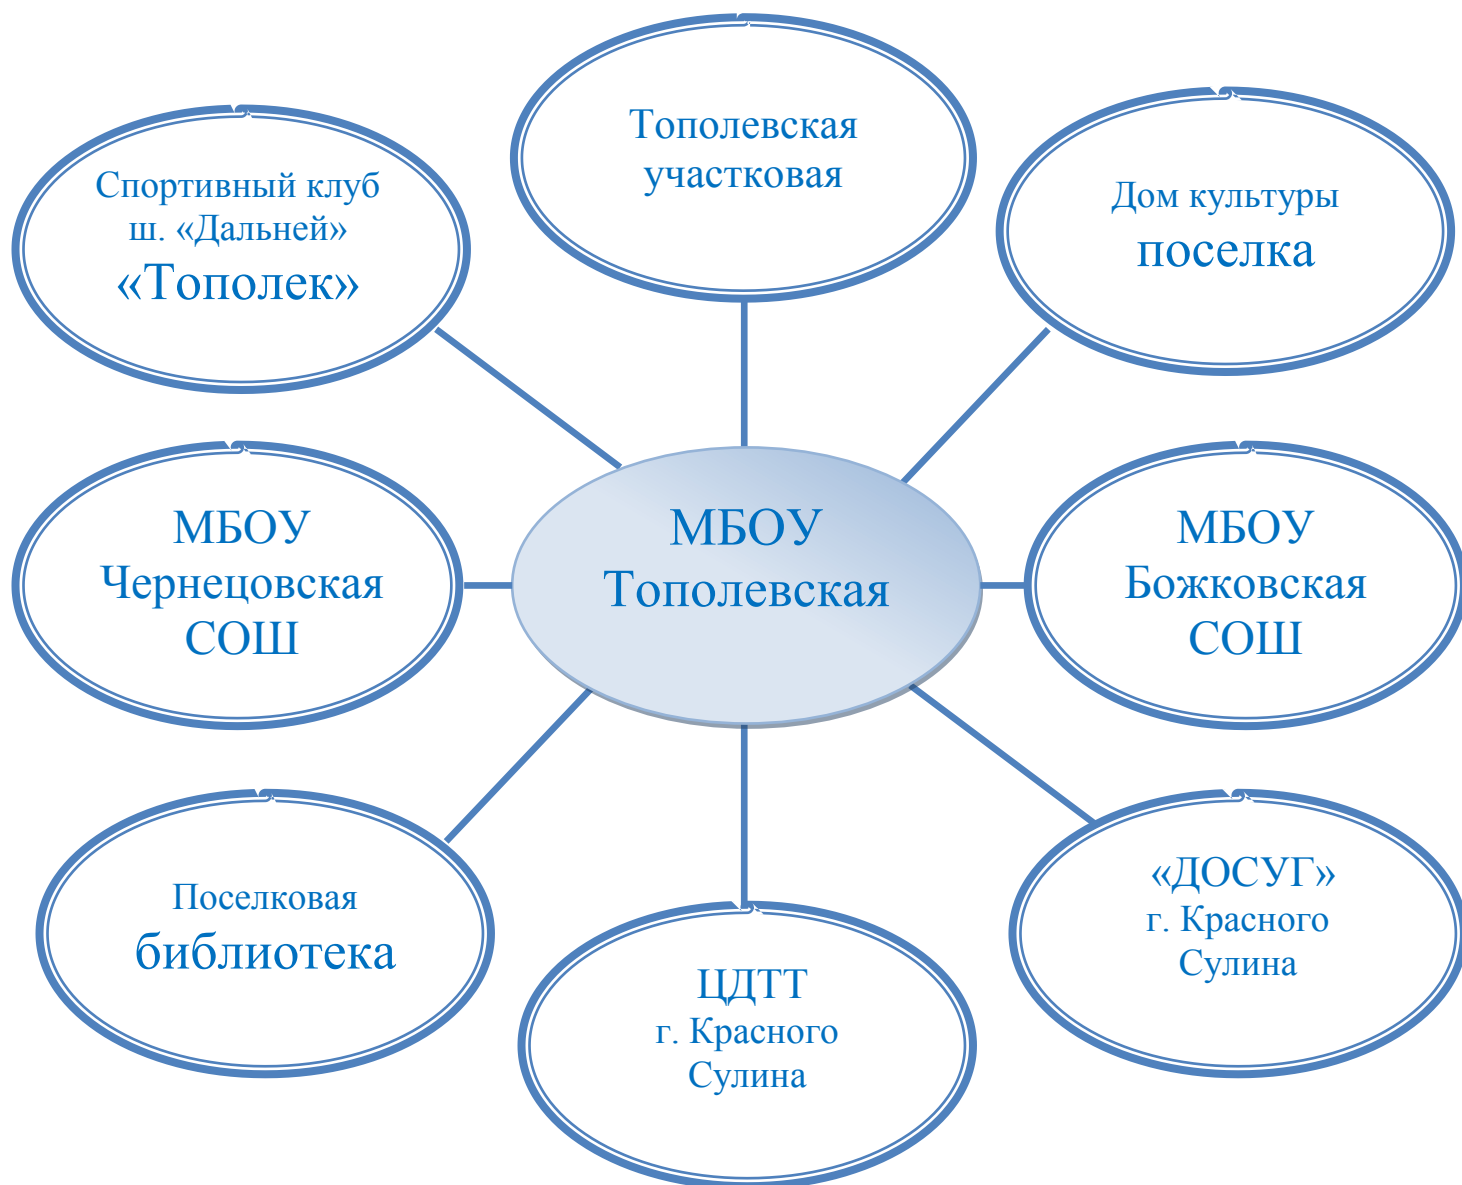 Тополевская
участковая
Спортивный клуб
ш. «Дальней»
«Тополек»
Дом культуры
поселка
МБОУ
Чернецовская
СОШ
МБОУ
Тополевская
МБОУ
Божковская
СОШ
Поселковая
библиотека
ЦДТТ
г. Красного
Сулина
«ДОСУГ»
г. Красного
Сулина